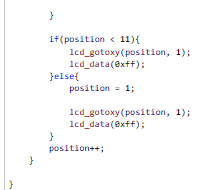 }
if(position < 11){
lcd_gotoxy(position, 1);
lcd_data(0xff);
}else{
position = 1;
lcd_gotoxy(position, 1);
lcd_data(0xff);
}
position++;
}
}